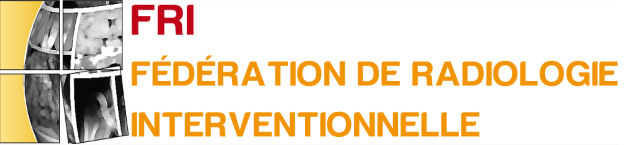 FRI
FÉDÉRATION DE RADIOLOGIE
INTERVENTIONNELLE